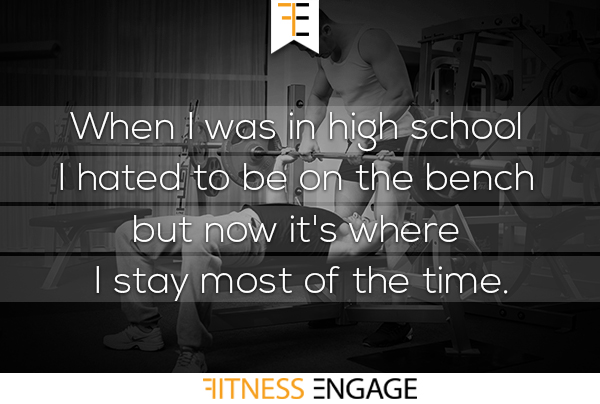 FE
When I was in high school
I hated to be on the bench
but now it's where
I stay most of the time.
FITNESS ENGAGE